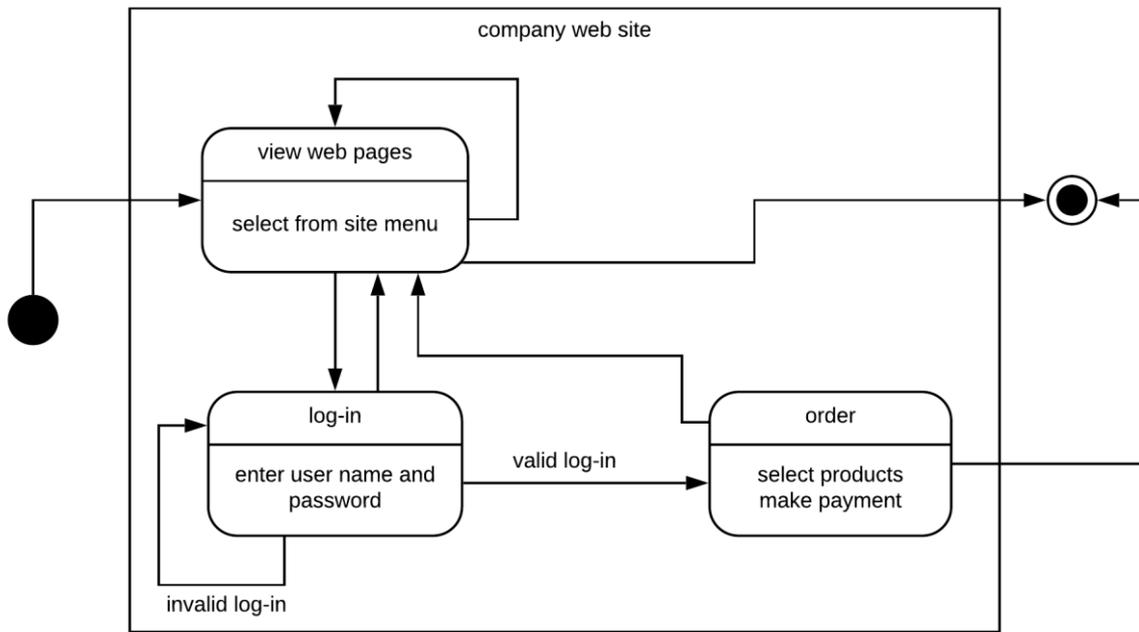 company web site
view web pages
select from site menu
log-in
enter user name and
password
invalid log-in
valid log-in
order
select products
make payment